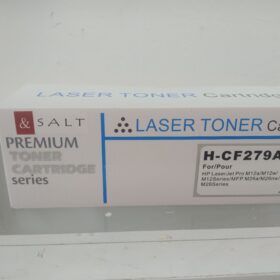 LASER TONER Cartridge
& SALT
PREMIUM
TONER
CARTRIDGE
series
LASER TONER Ca
H-CF279A
For/Pour
HP LaserJet Pro M12a/M12w/
M12Series/MFP M26a/M26nw/
M26Series